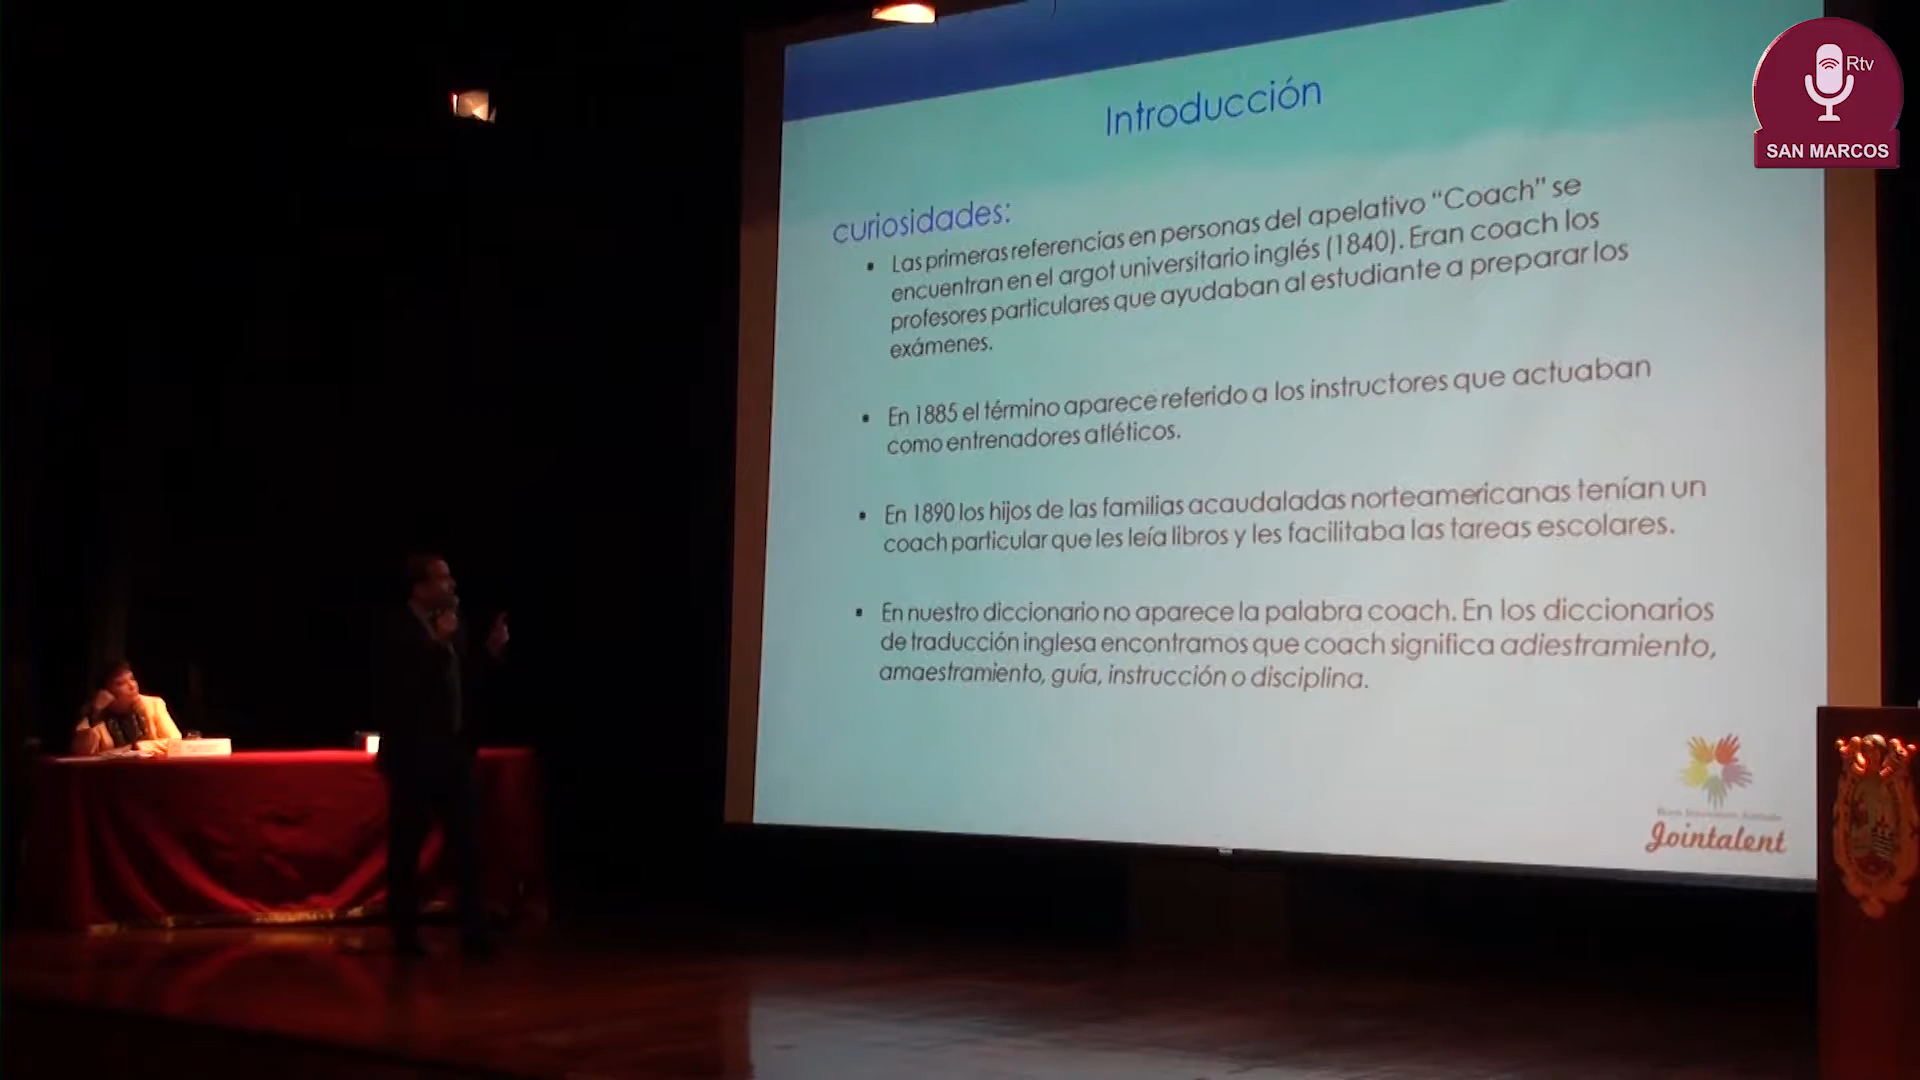 Rtv
SAN MARCOS
Introducción
curiosidades:
▪ Las primeras referencias en personas del apelativo “Coach” se
encuentran en el argot universitario inglés (1840). Eran coach los
profesores particulares que ayudaban al estudiante a preparar los
exámenes.
▪ En 1885 el término aparece referido a los instructores que actuaban
como entrenadores atléticos.
▪ En 1890 los hijos de las familias acaudaladas norteamericanas tenían un
coach particular que les leía libros y les facilitaba las tareas escolares.
▪ En nuestro diccionario no aparece la palabra coach. En los diccionarios
de traducción inglesa encontramos que coach significa adiestramiento,
amaestramiento, guía, instrucción o disciplina.
Jointalent